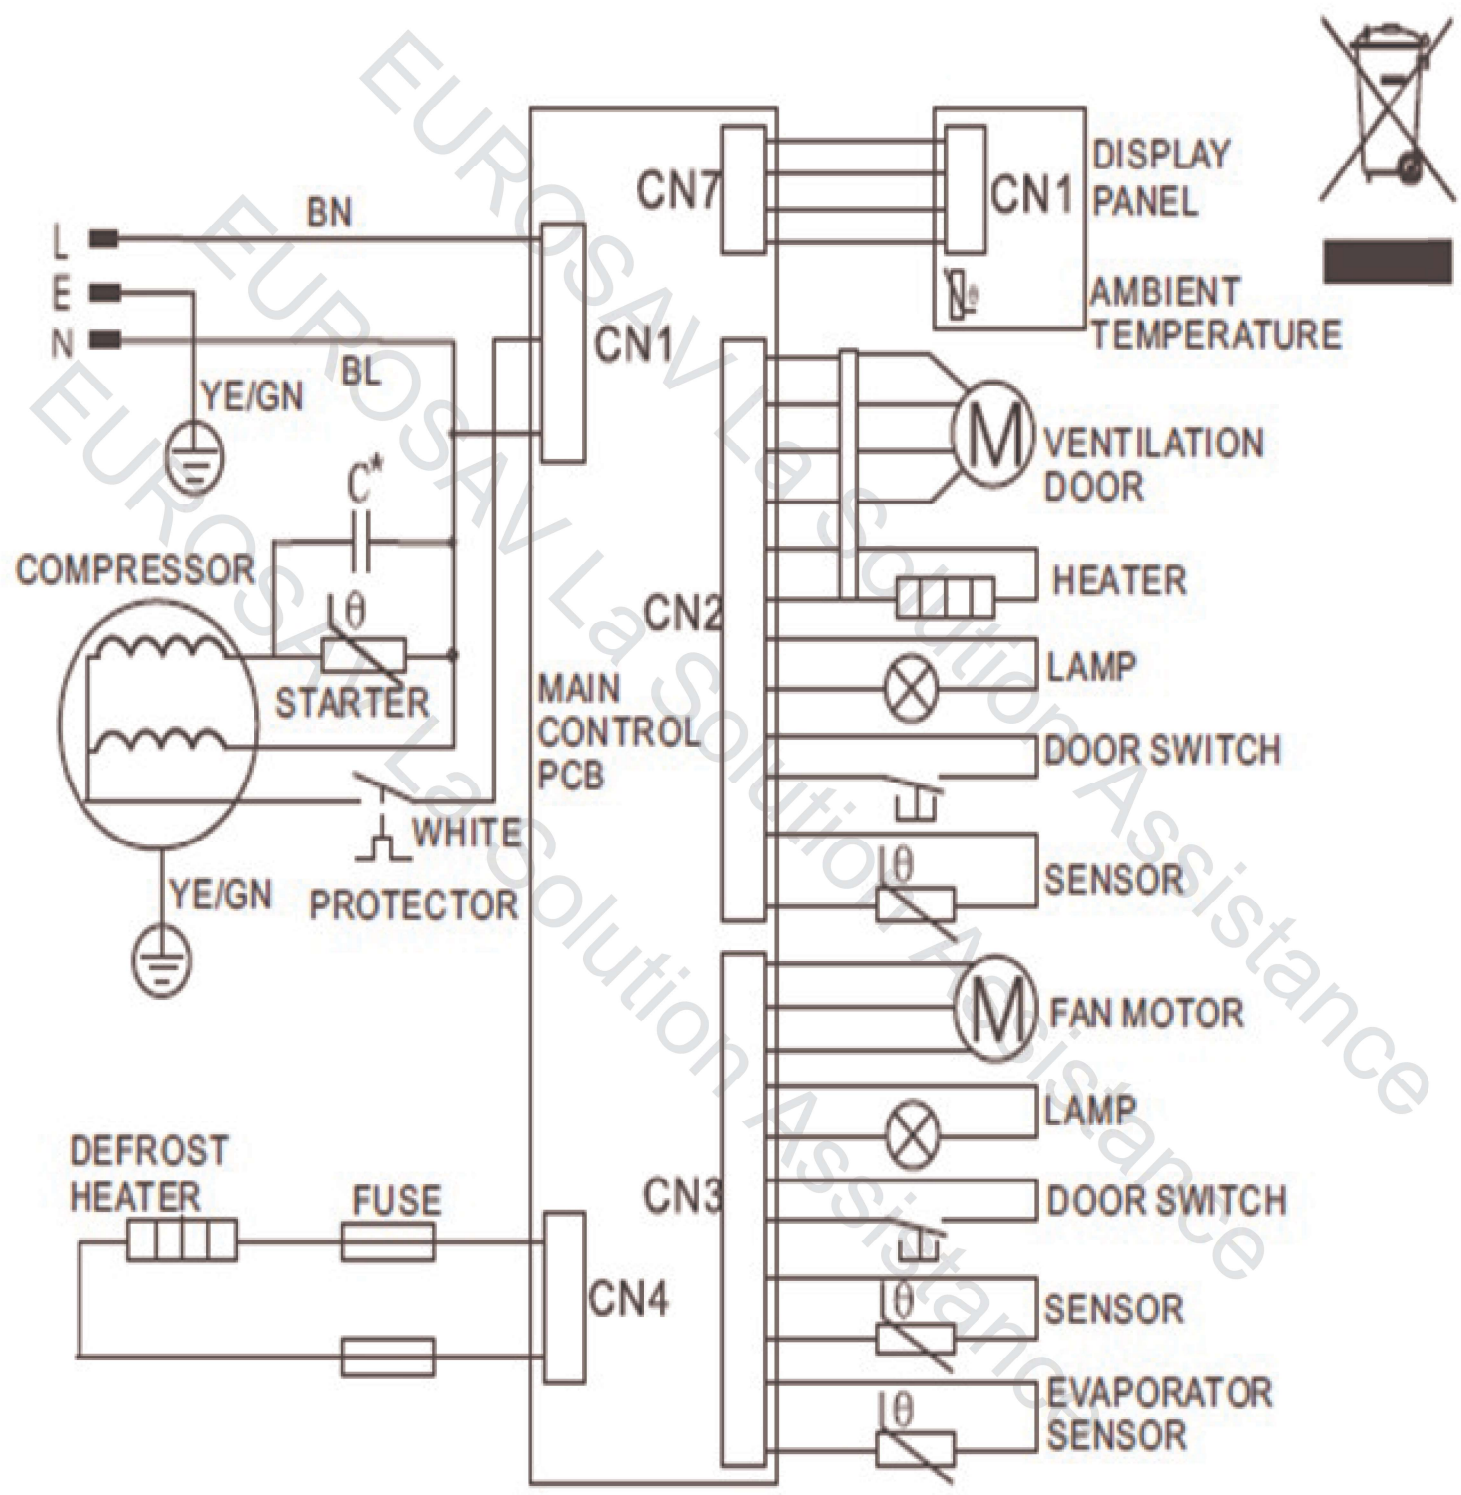 EUROSAV La Solution Assistance
EUROSAV La Solution Assistance
EUROSAV La Solution Assistance
L
BN
E
N
BL
YE/GN
CN7
CN1
DISPLAY
PANEL
θ
AMBIENT
TEMPERATURE
CN1
M
VENTILATION
DOOR
C*
COMPRESSOR
θ
STARTER
HEATER
CN2
LAMP
MAIN
CONTROL
PCB
DOOR SWITCH
WHITE
PROTECTOR
YE/GN
θ
SENSOR
M
FAN MOTOR
LAMP
DEFROST
HEATER
FUSE
CN3
DOOR SWITCH
CN4
θ
SENSOR
θ
EVAPORATOR
SENSOR